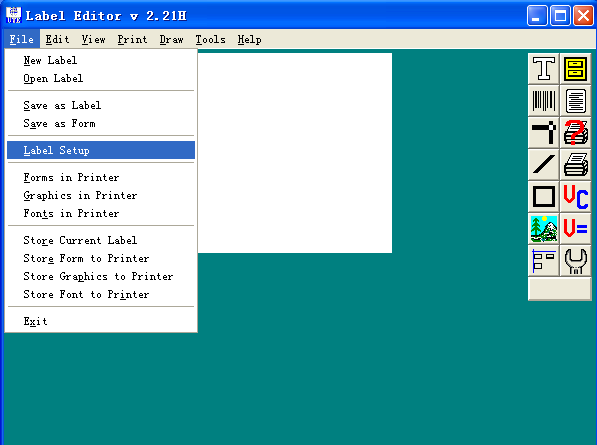 Label Editor v 2.21H
File Edit View Print Draw Tools Help
New Label
Open Label
Save as Label
Save as Form
Label Setup
Forms in Printer
Graphics in Printer
Fonts in Printer
Store Current Label
Store Form to Printer
Store Graphics to Printer
Store Font to Printer
Exit
T
?
VC
V=